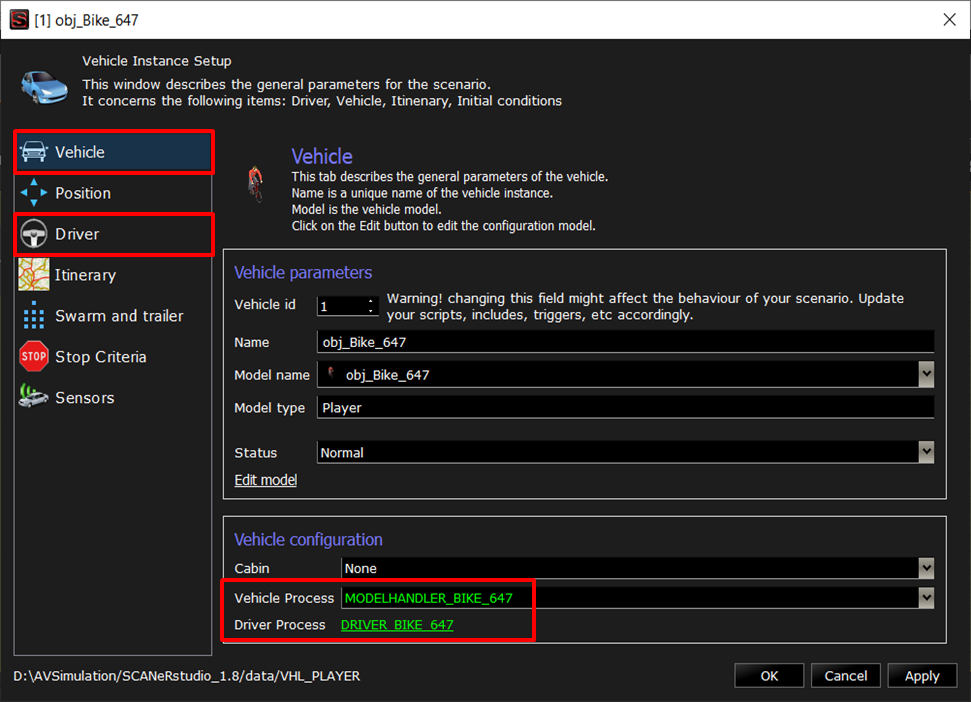 [1] obj_Bike_647
Vehicle Instance Setup
This window describes the general parameters for the scenario.
It concerns the following items: Driver, Vehicle, Itinenary, Initial conditions
Vehicle
Position
Driver
Itinerary
Swarm and trailer
STOP
Stop Criteria
Sensors
Vehicle
This tab describes the general parameters of the vehicle.
Name is a unique name of the vehicle instance.
Model is the vehicle model.
Click on the Edit button to edit the configuration model.
Vehicle parameters
Vehicle id 1 Warning! changing this field might affect the behaviour of your scenario. Update
your scripts, includes, triggers, etc accordingly.
Name obj_Bike_647
Model name obj_Bike_647
Model type Player
Status Normal
Edit model
Vehicle configuration
Cabin None
Vehicle Process MODELHANDLER_BIKE_647
Driver Process DRIVER_BIKE_647
D:\AVSimulation/SCANeRstudio_1.8/data/VHL_PLAYER
OK Cancel Apply